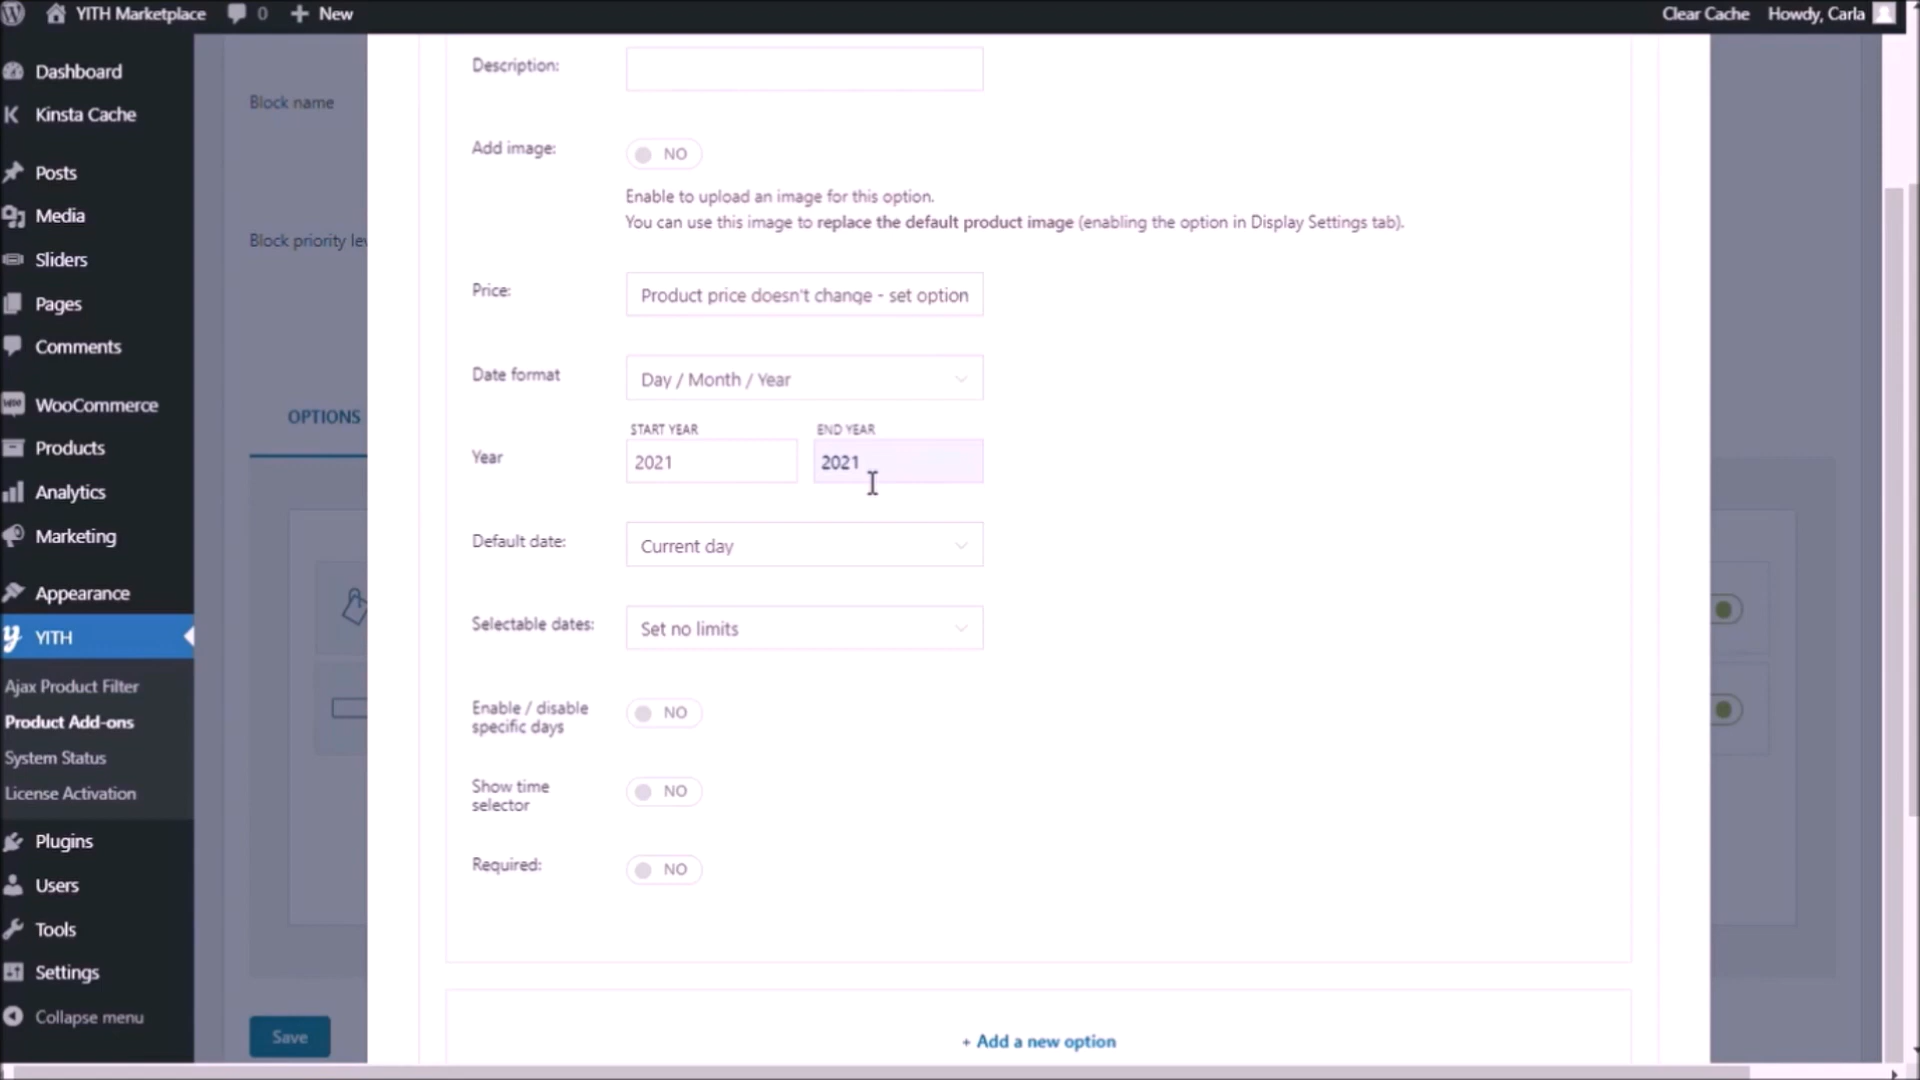 YITH Marketplace
0
New
Clear Cache
Howdy, Carla
Dashboard
Kinsta Cache
Posts
Media
Sliders
Pages
Comments
WooCommerce
Products
Analytics
Marketing
Appearance
YITH
Ajax Product Filter
Product Add-ons
System Status
License Activation
Plugins
Users
Tools
Settings
Collapse menu
Block name
Block priority lev
OPTIONS
Save
Description:
Add image:
NO
Enable to upload an image for this option.
You can use this image to replace the default product image (enabling the option in Display Settings tab).
Price:
Product price doesn't change - set option
Date format
Day / Month / Year
START YEAR
END YEAR
Year
2021
2021
Default date:
Current day
Selectable dates:
Set no limits
Enable / disable
specific days
NO
Show time
selector
NO
Required:
NO
+ Add a new option